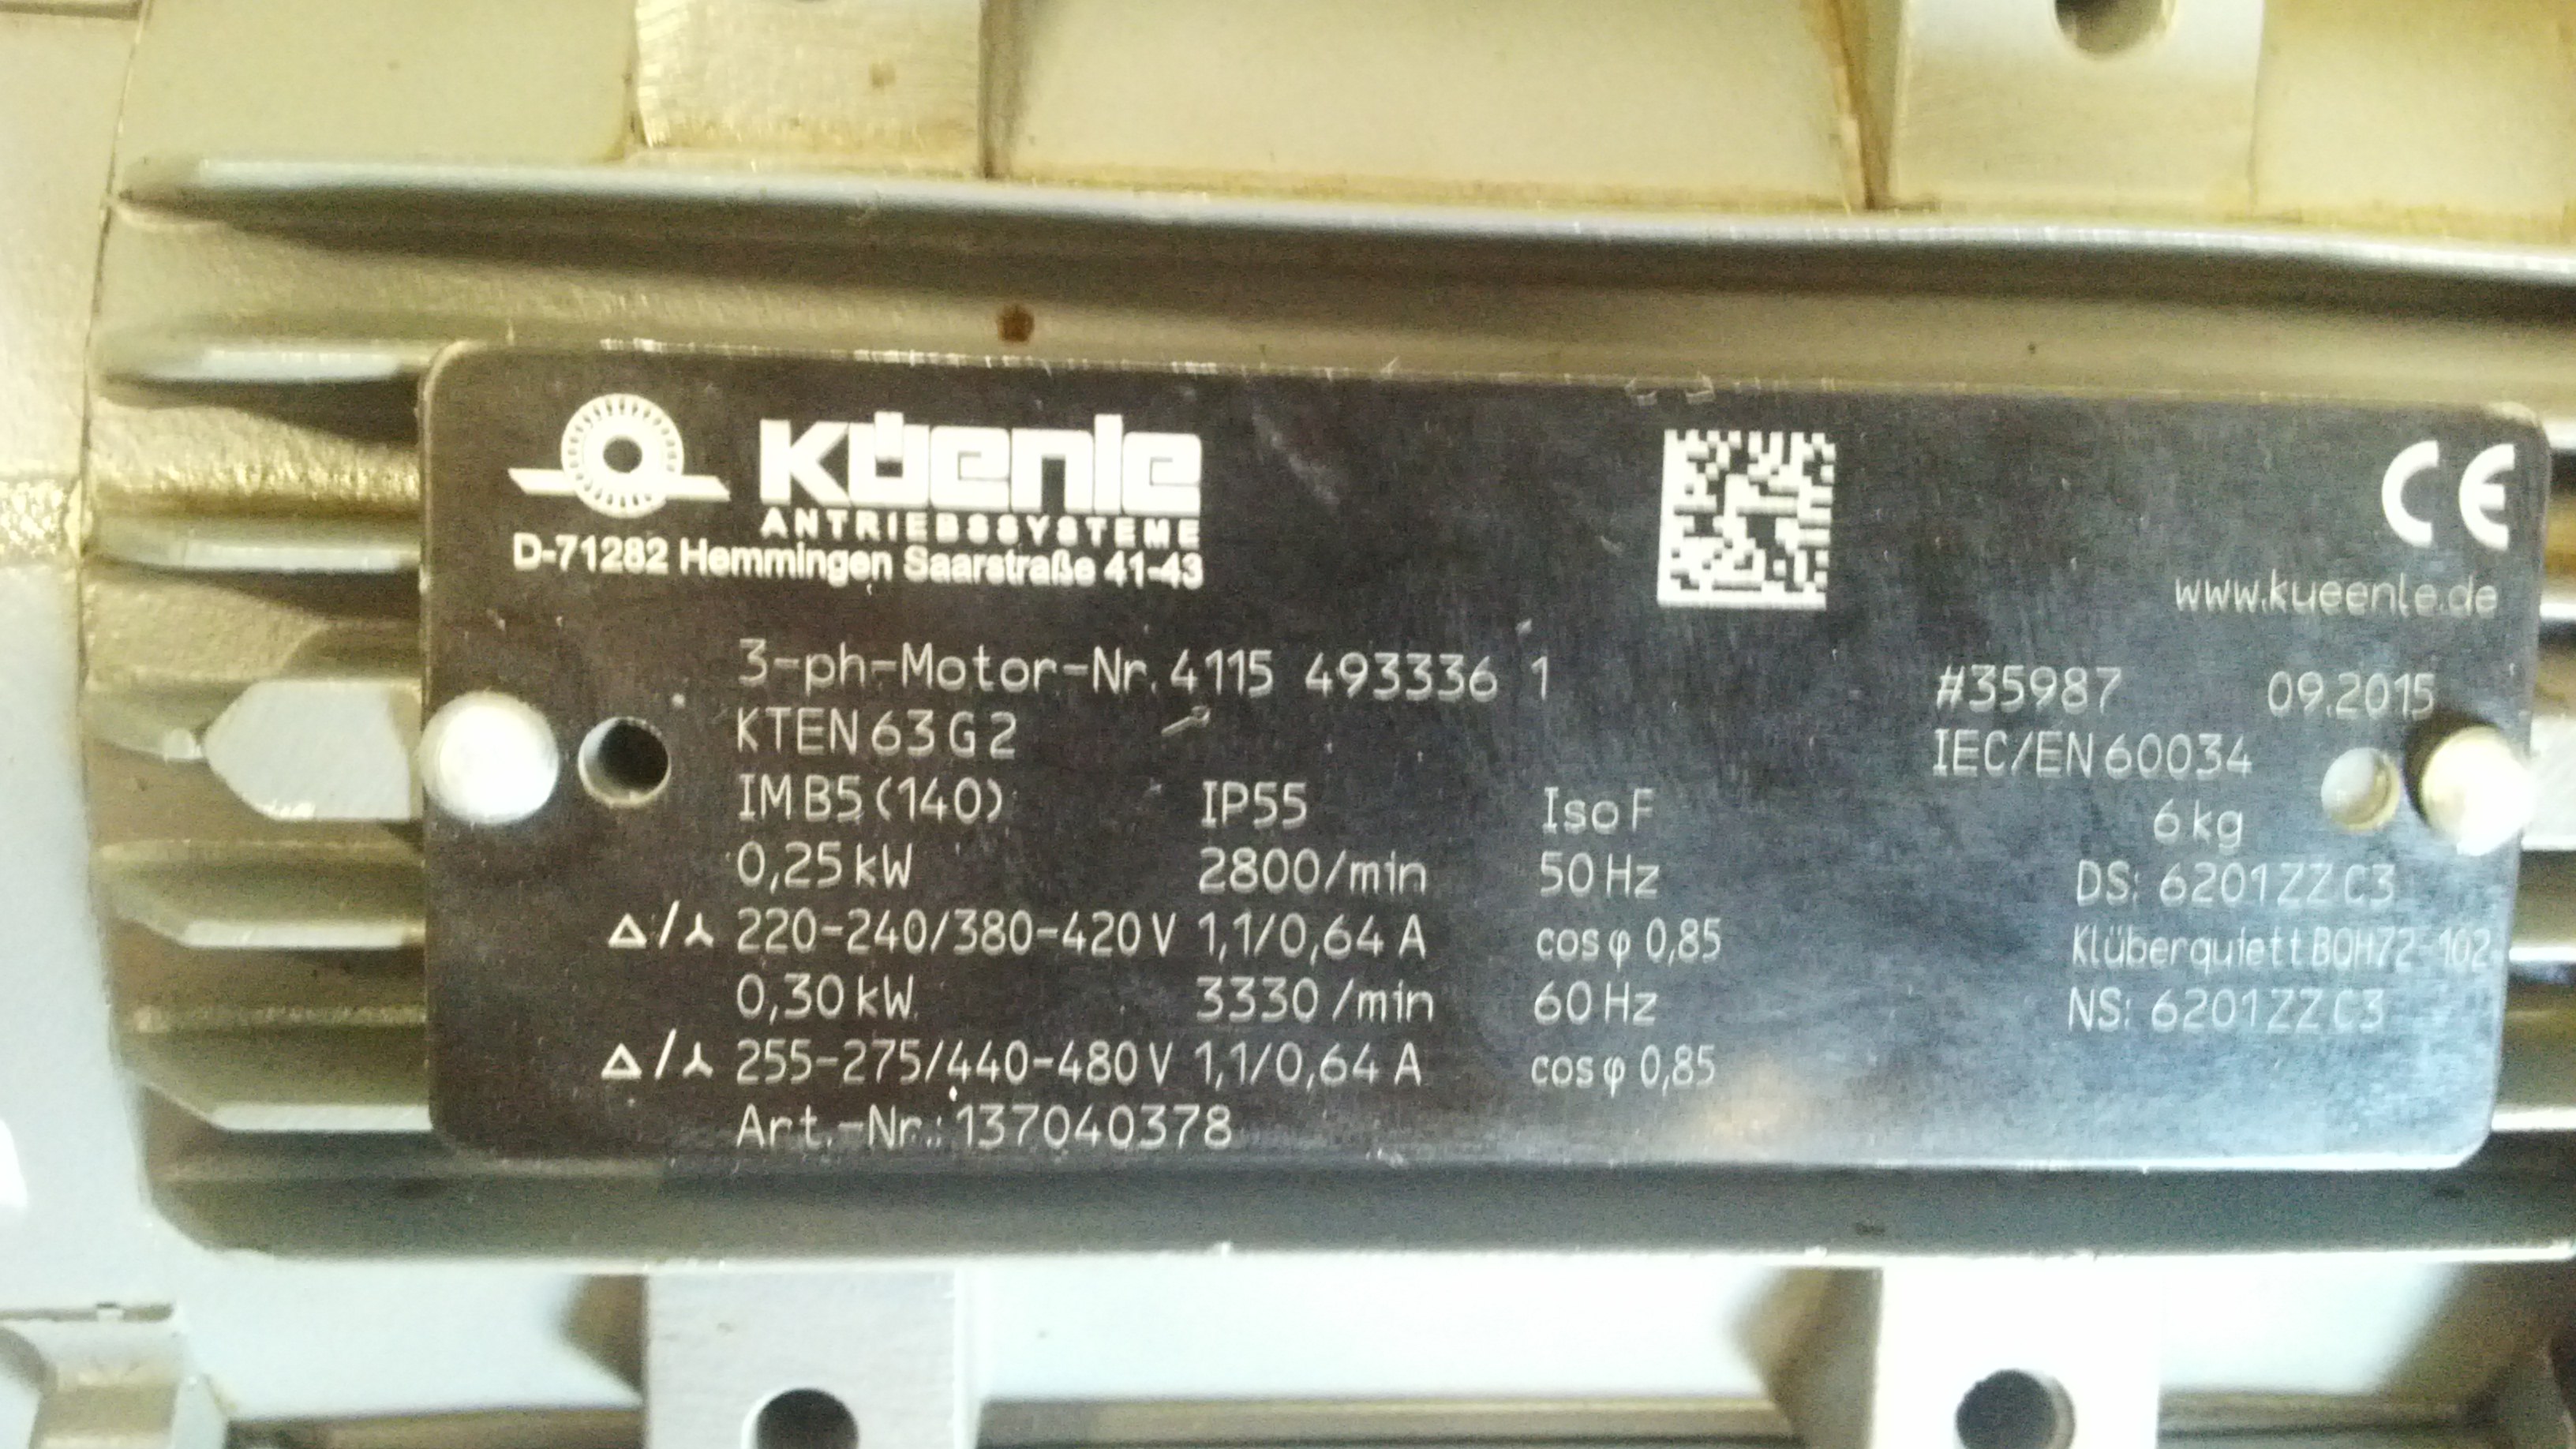 Küenle
ANTRIEBSSYSTEME
D-71282 Hemmingen Saarstraße 41-43
CE
www.kueenle.de
3-ph-Motor-Nr. 4115 493336 1 #35987 09.2015
KTEN 63 G 2 IEC/EN 60034
IM B5 (140) IP55 Iso F 6 kg
0,25 kW 2800/min 50 Hz DS: 6201 ZZ C3
△/⅄ 220-240/380-420 V 1,1/0,64 A cos φ 0,85 Klüberquiett BQH72-102
0,30 kW 3330 /min 60 Hz NS: 6201 ZZ C3
△/⅄ 255-275/440-480 V 1,1/0,64 A cos φ 0,85
Art.-Nr.: 137040378